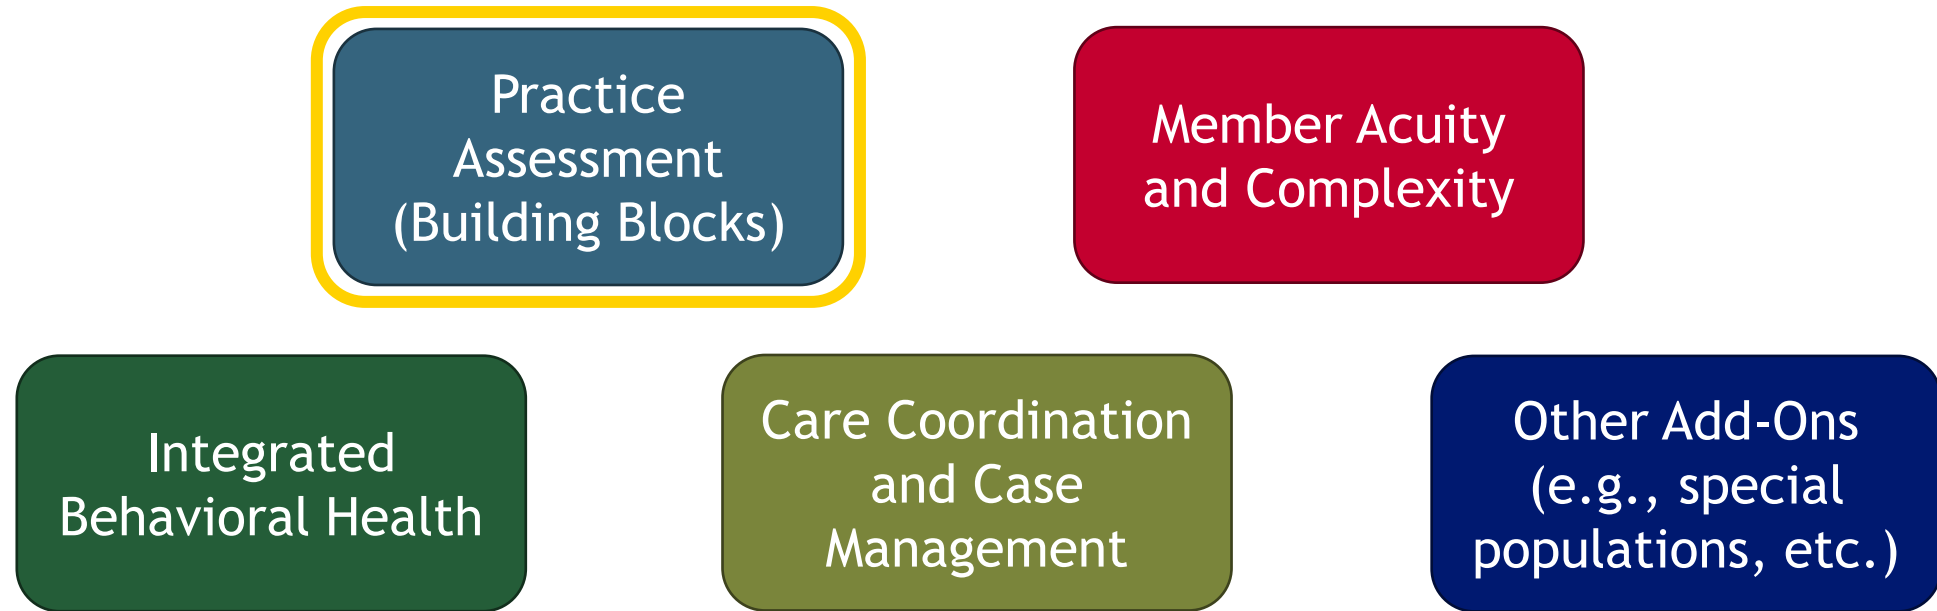 Practice
Assessment
(Building Blocks)
Member Acuity
and Complexity
Integrated
Behavioral Health
Care Coordination
and Case
Management
Other Add-Ons
(e.g., special
populations, etc.)